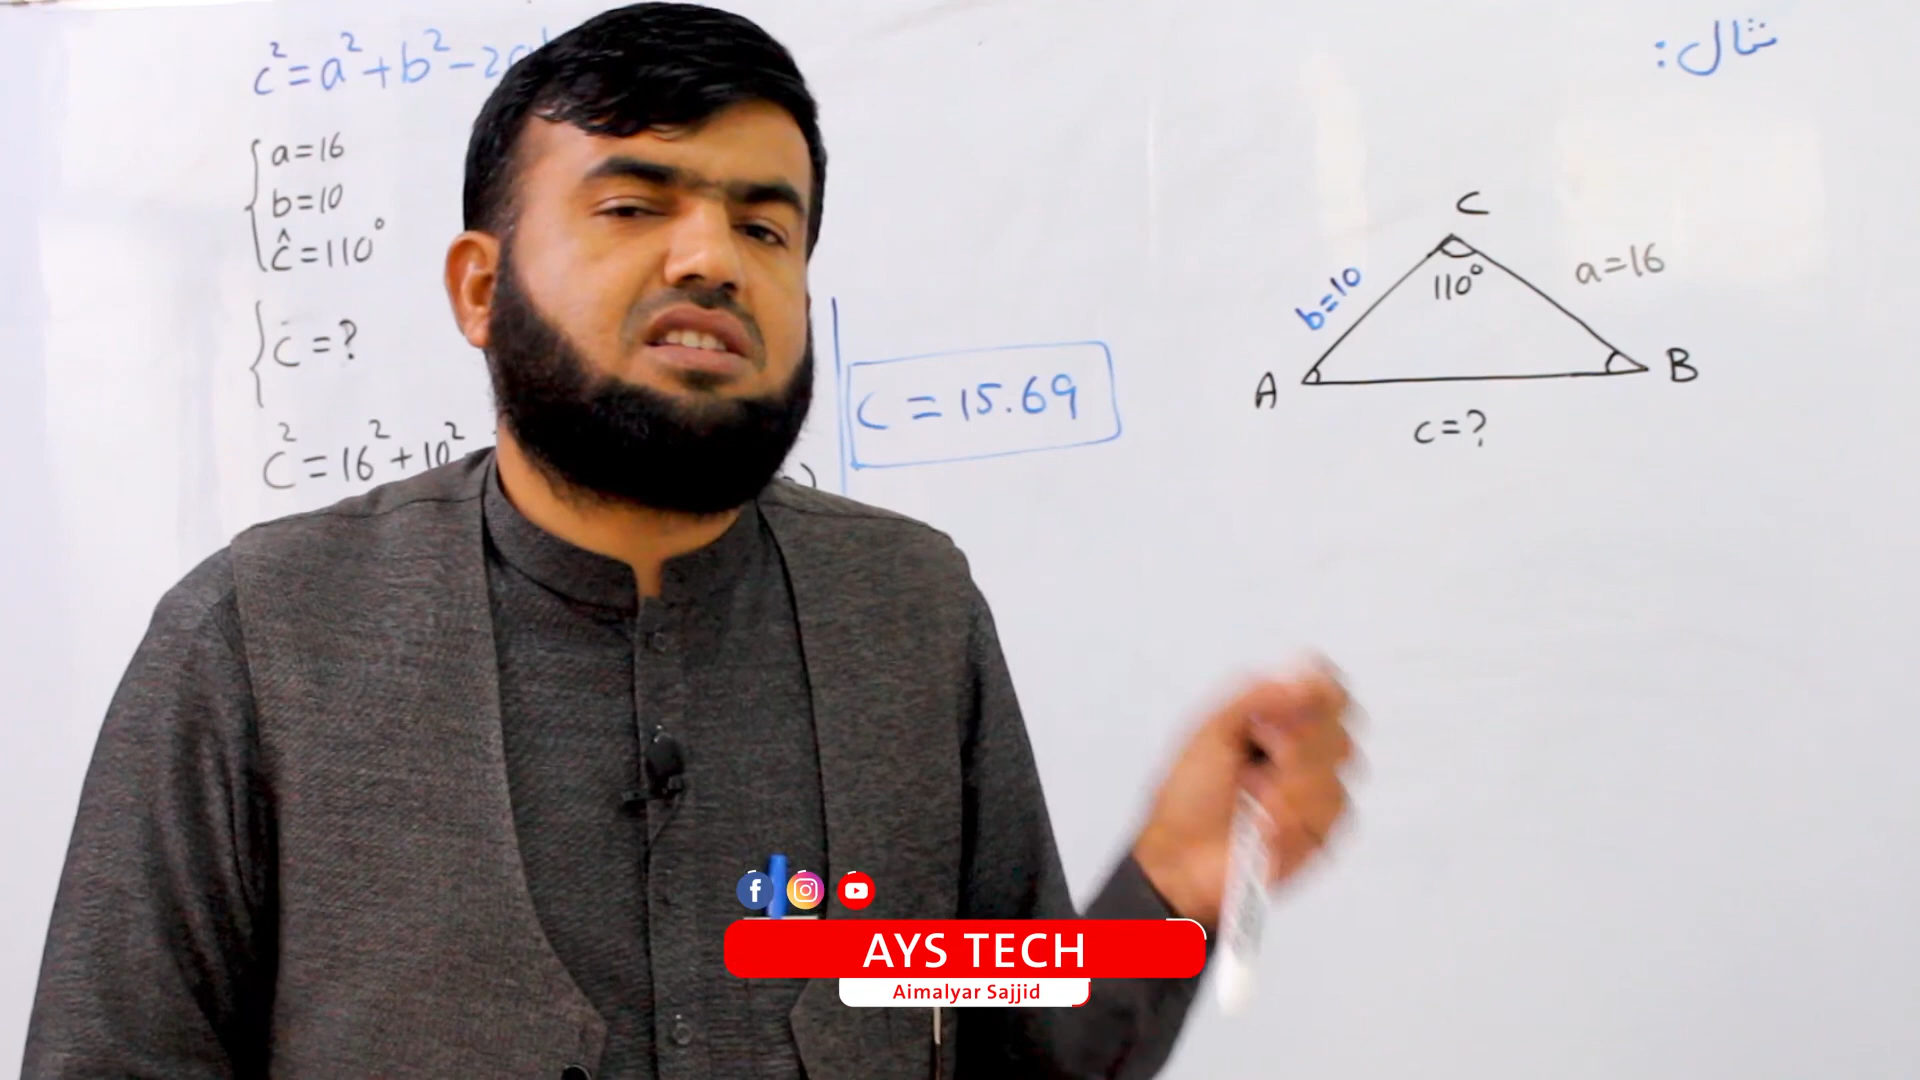 c²=a²+b²-2a
a=16
b=10
ĉ=110°
c=?
c²=16²+10²
c=15.69
مثال:
C
b=10
110°
a=16
A
B
c=?
AYS TECH
Aimalyar Sajjid